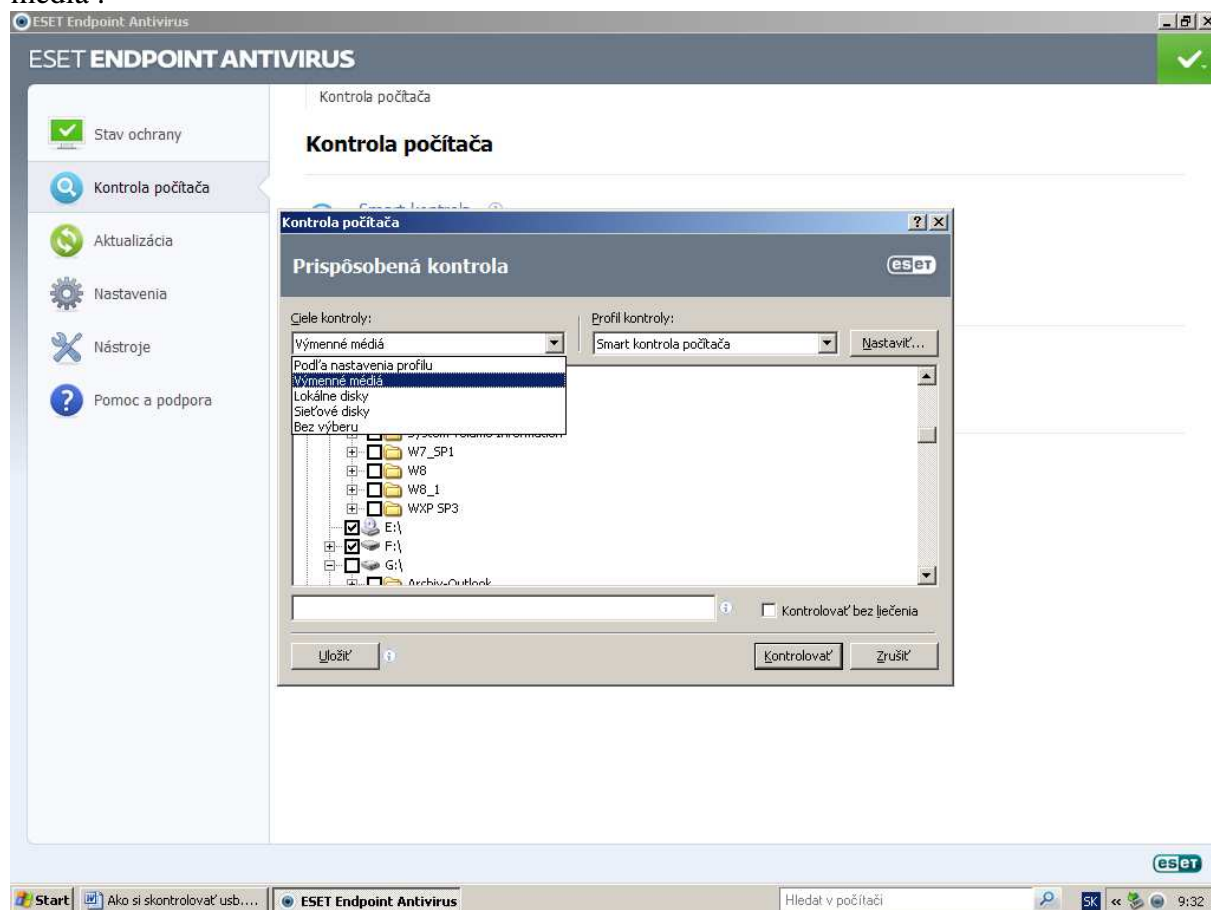 ESET Endpoint Antivirus
ESET ENDPOINT ANTIVIRUS
Stav ochrany
Kontrola počítača
Aktualizácia
Nastavenia
Nástroje
Pomoc a podpora
Kontrola počítača
Kontrola počítača
Kontrola počítača
Prispôsobená kontrola
eset
Ciele kontroly:
Profil kontroly:
Výmenné médiá
Smart kontrola počítača
Nastaviť...
Podľa nastavenia profilu
Výmenné médiá
Lokálne disky
Sieťové disky
Bez výberu
W7_SP1
W8
W8_1
WXP SP3
E:\
F:\
G:\
Archiv-Outlook
Kontrolovať bez liečenia
Uložiť
Kontrolovať
Zrušiť
eset
Start
Ako si skontrolovať usb....
ESET Endpoint Antivirus
Hledat v počítači
SK
«
9:32